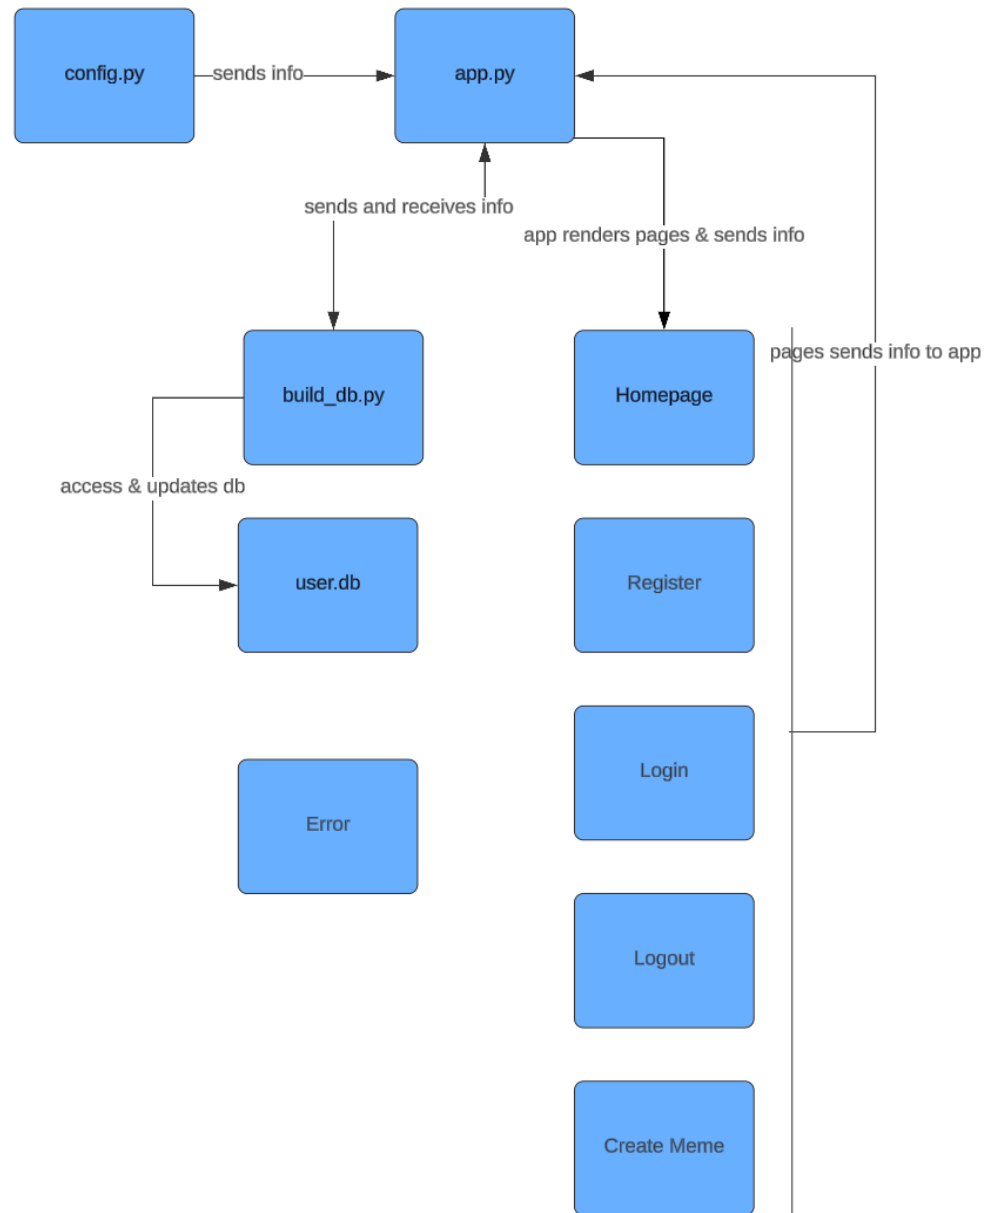 config.py
sends info
app.py
sends and receives info
app renders pages & sends info
pages sends info to app
build_db.py
Homepage
access & updates db
user.db
Register
Login
Error
Logout
Create Meme